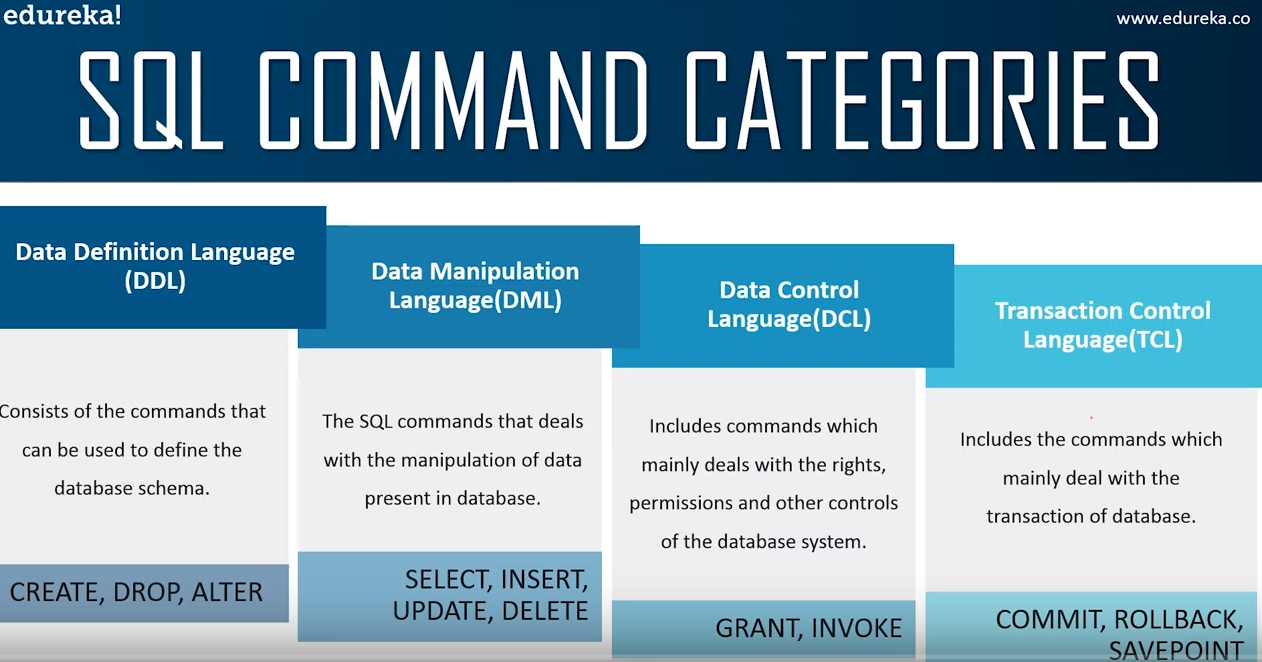 edureka!
www.edureka.co
SQL COMMAND CATEGORIES
Data Definition Language
(DDL)
Consists of the commands that
can be used to define the
database schema.
CREATE, DROP, ALTER
Data Manipulation
Language(DML)
The SQL commands that deals
with the manipulation of data
present in database.
SELECT, INSERT,
UPDATE, DELETE
Data Control
Language(DCL)
Includes commands which
mainly deals with the rights,
permissions and other controls
of the database system.
GRANT, INVOKE
Transaction Control
Language(TCL)
Includes the commands which
mainly deal with the
transaction of database.
COMMIT, ROLLBACK,
SAVEPOINT